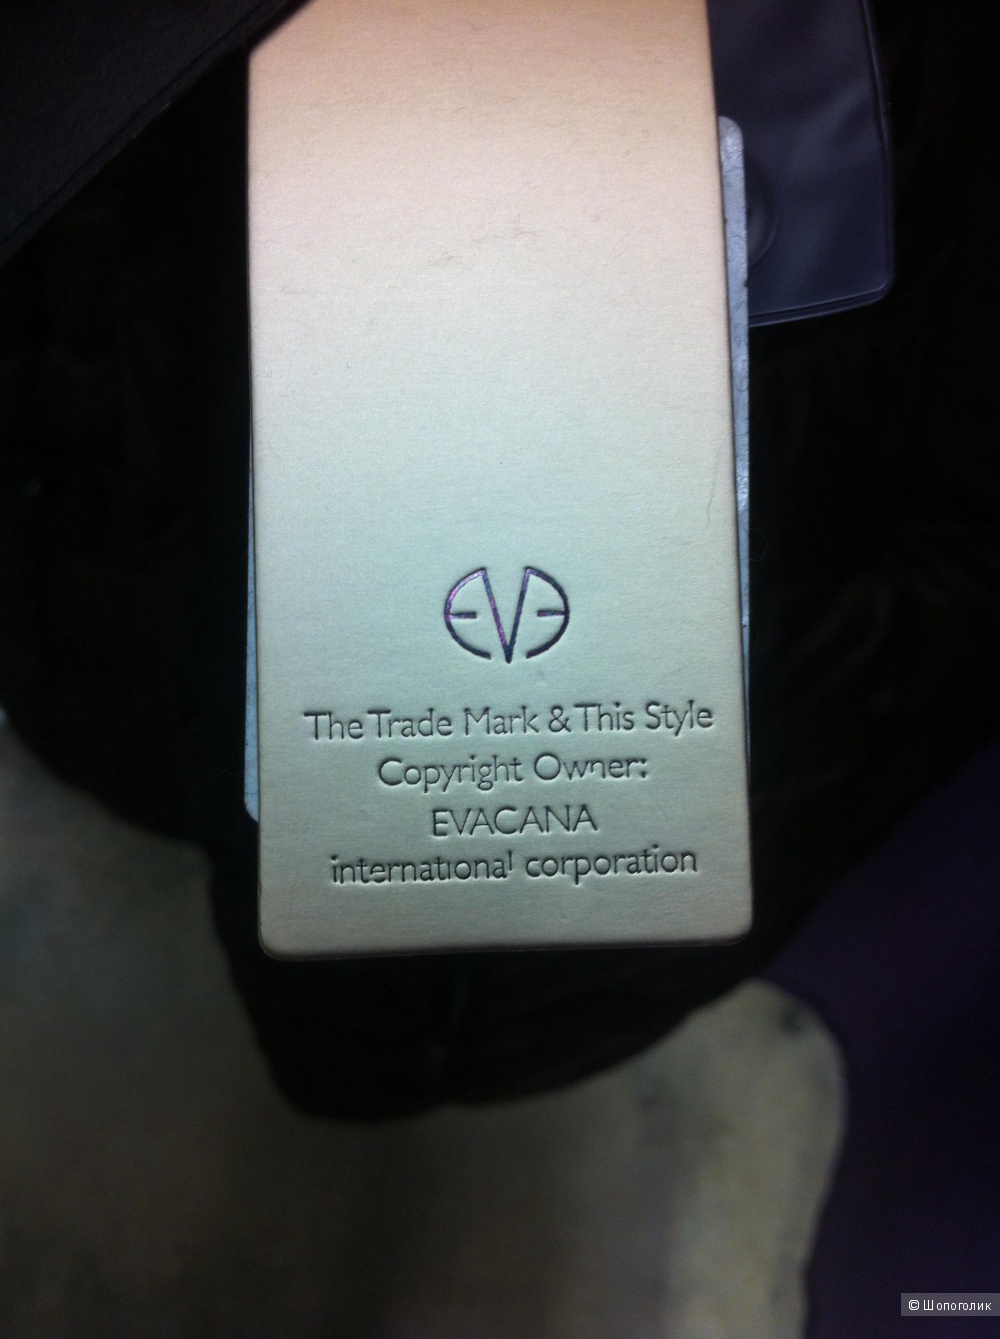 EVE
The Trade Mark & This Style
Copyright Owner:
EVACANA
international corporation
© Шопоголик